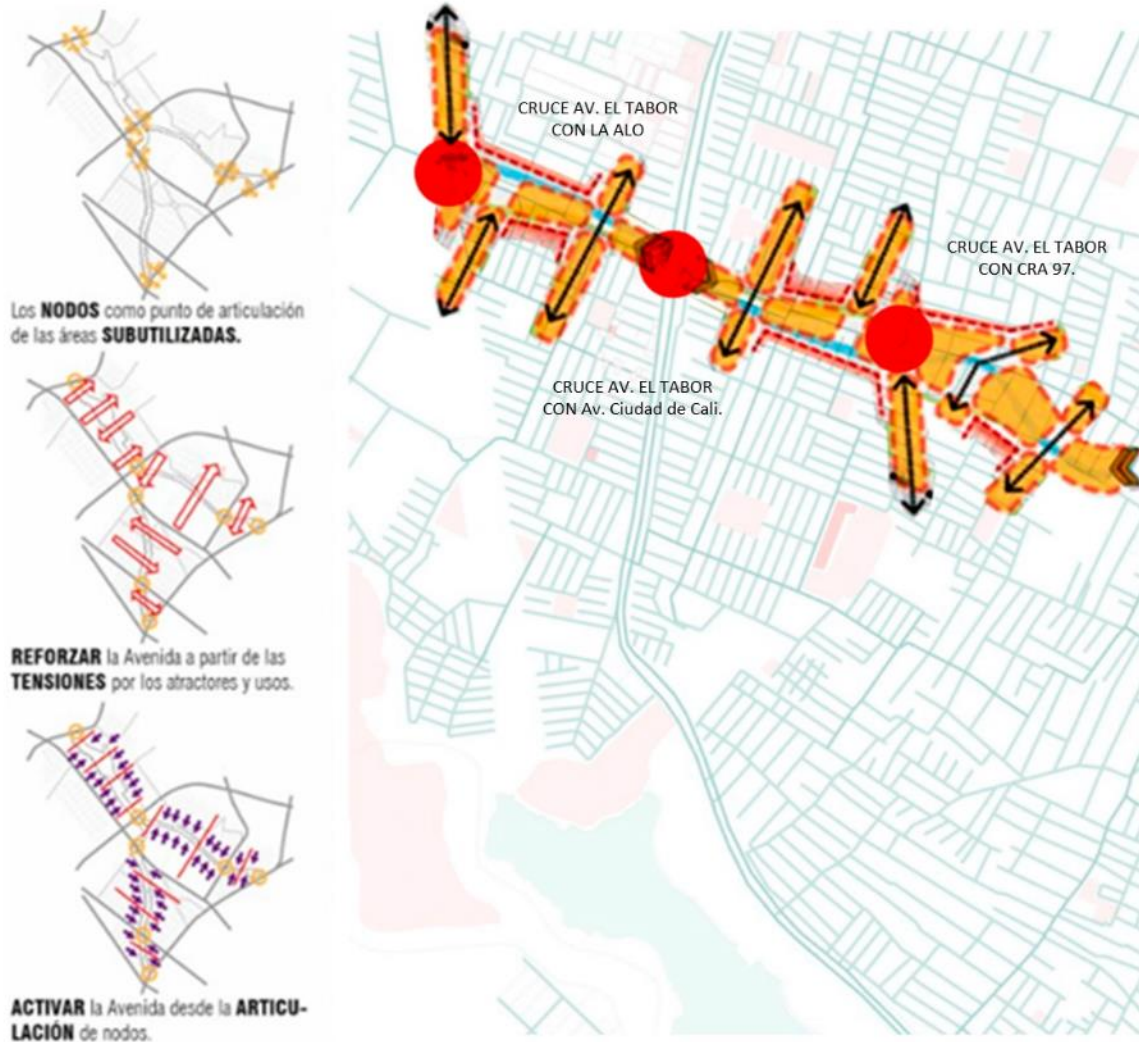 Los NODOS como punto de articulación
de las áreas SUBUTILIZADAS.
REFORZAR la Avenida a partir de las
TENSIONES por los atractores y usos.
ACTIVAR la Avenida desde la ARTICU-
LACIÓN de nodos.
CRUCE AV. EL TABOR
CON LA ALO
CRUCE AV. EL TABOR
CON CRA 97.
CRUCE AV. EL TABOR
CON Av. Ciudad de Cali.